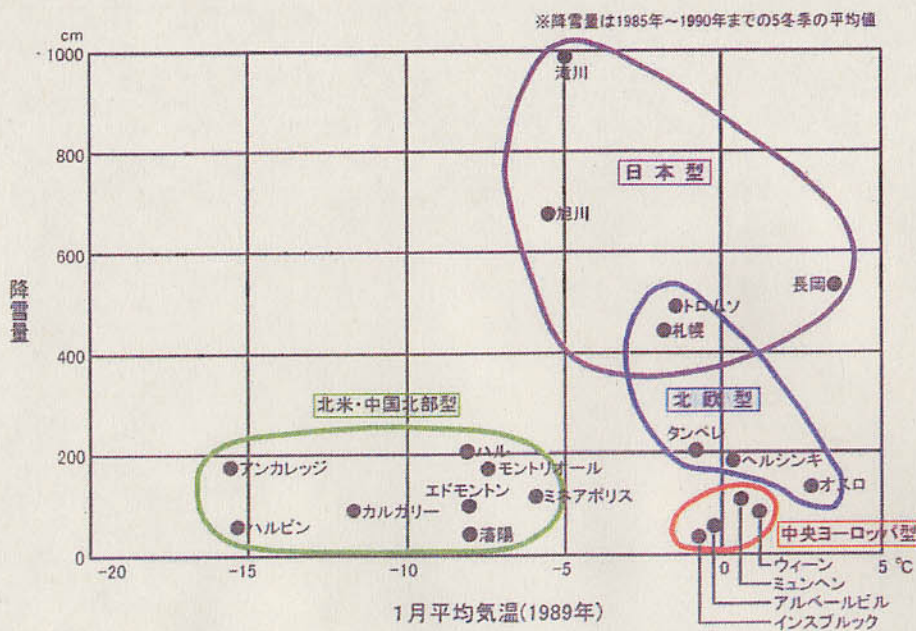 ※降雪量は1985年～1990年までの5冬季の平均値
cm
1000
800
600
400
200
0
降雪量
滝川
日本型
旭川
長岡
トロムソ
札幌
北米・中国北部型
北欧型
タンペレ
ハル
ヘルシンキ
アンカレッジ
モントリオール
オスロ
エドモントン
ミネアポリス
カルガリー
ハルビン
瀋陽
中央ヨーロッパ型
-20
-15
-10
-5
0
5 ℃
ウィーン
ミュンヘン
アルベールビル
インスブルック
1月平均気温(1989年)